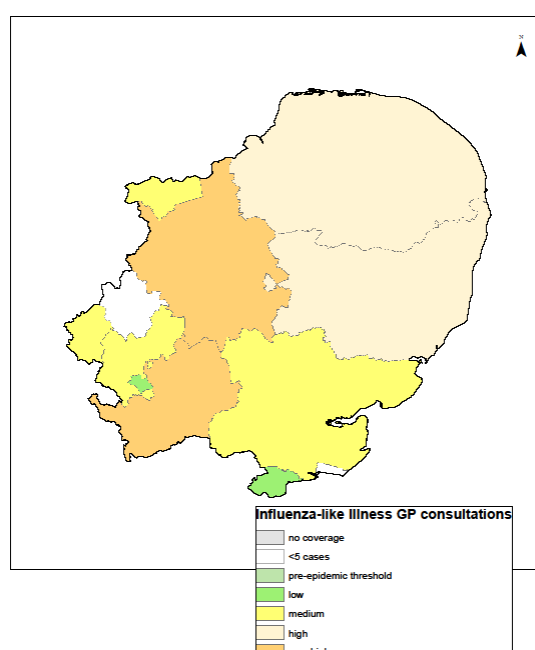 N
Influenza-like Illness GP consultations
no coverage
<5 cases
pre-epidemic threshold
low
medium
high